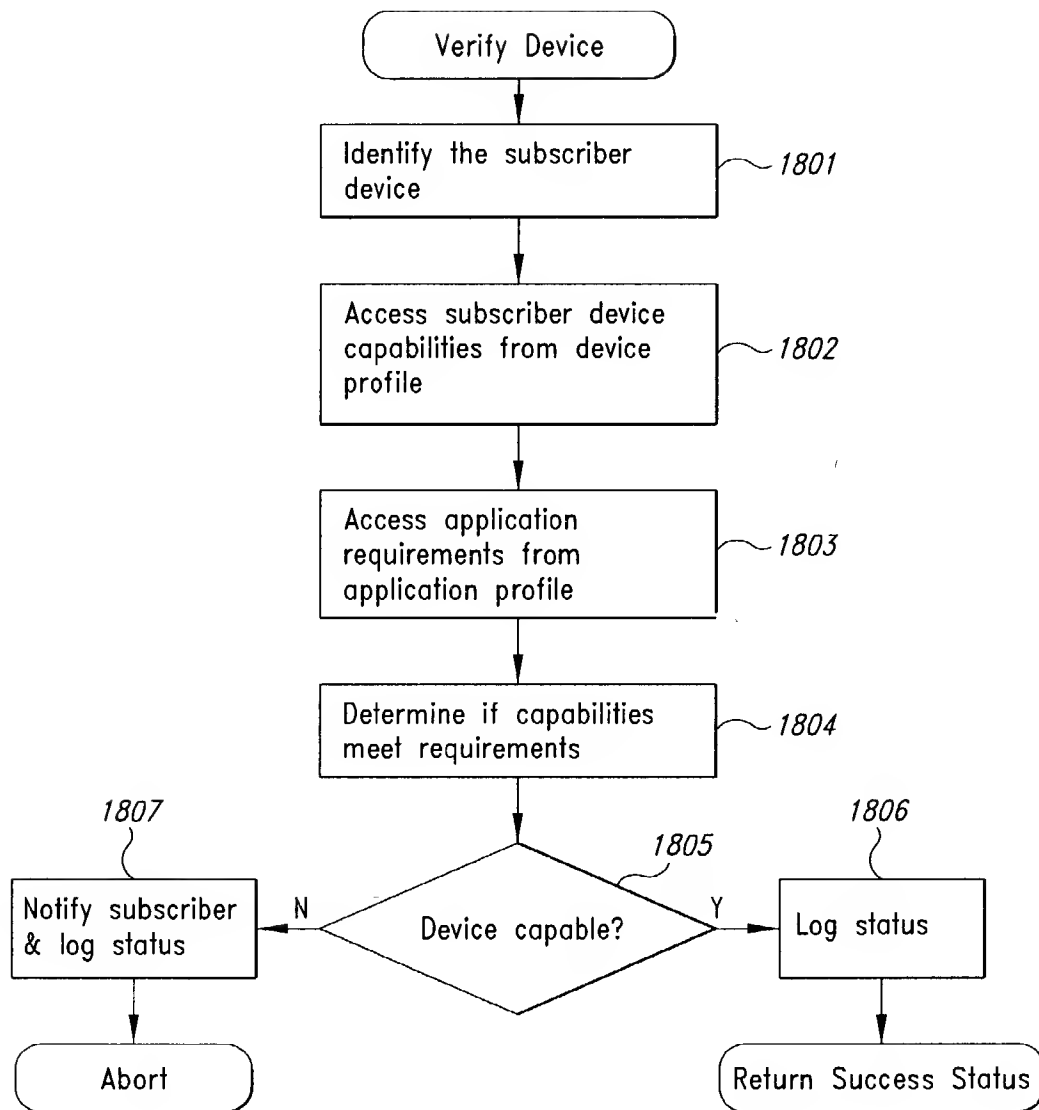 Verify Device
Identify the subscriber
device
1801
Access subscriber device
capabilities from device
profile
1802
Access application
requirements from
application profile
1803
Determine if capabilities
meet requirements
1804
1807
1805
1806
Notify subscriber
& log status
N
Device capable?
Y
Log status
Abort
Return Success Status